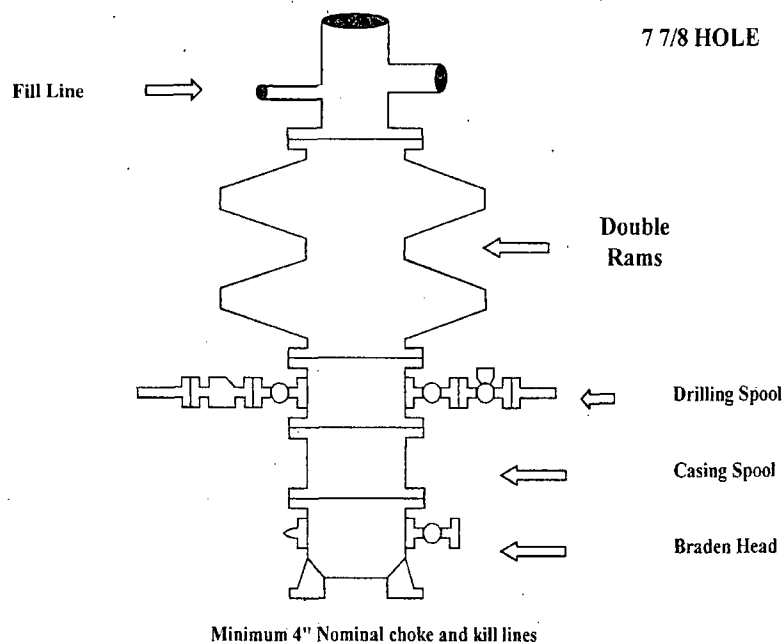 7 7/8 HOLE
Fill Line
Double
Rams
Drilling Spool
Casing Spool
Braden Head
Minimum 4" Nominal choke and kill lines